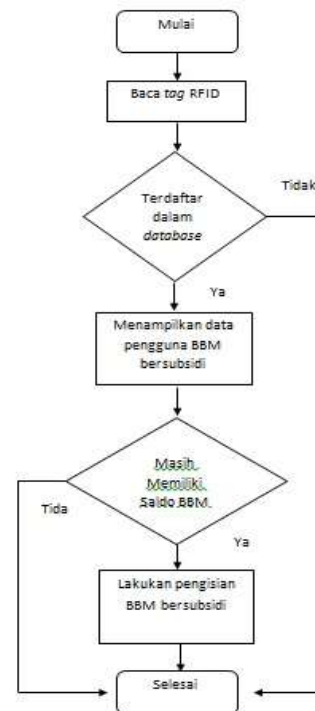 Mulai
Baca tag RFID
Terdaftar
dalam
database
Tidak
Ya
Menampilkan data
pengguna BBM
bersubsidi
Masih
Memiliki
Saldo BBM
Tida
Ya
Lakukan pengisian
BBM bersubsidi
Selesai